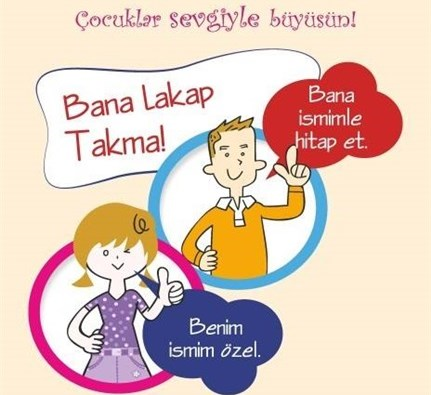 Çocuklar sevgiyle büyüsün!
Bana Lakap
Takma!
Bana
ismimle
hitap et.
Benim
ismim özel.